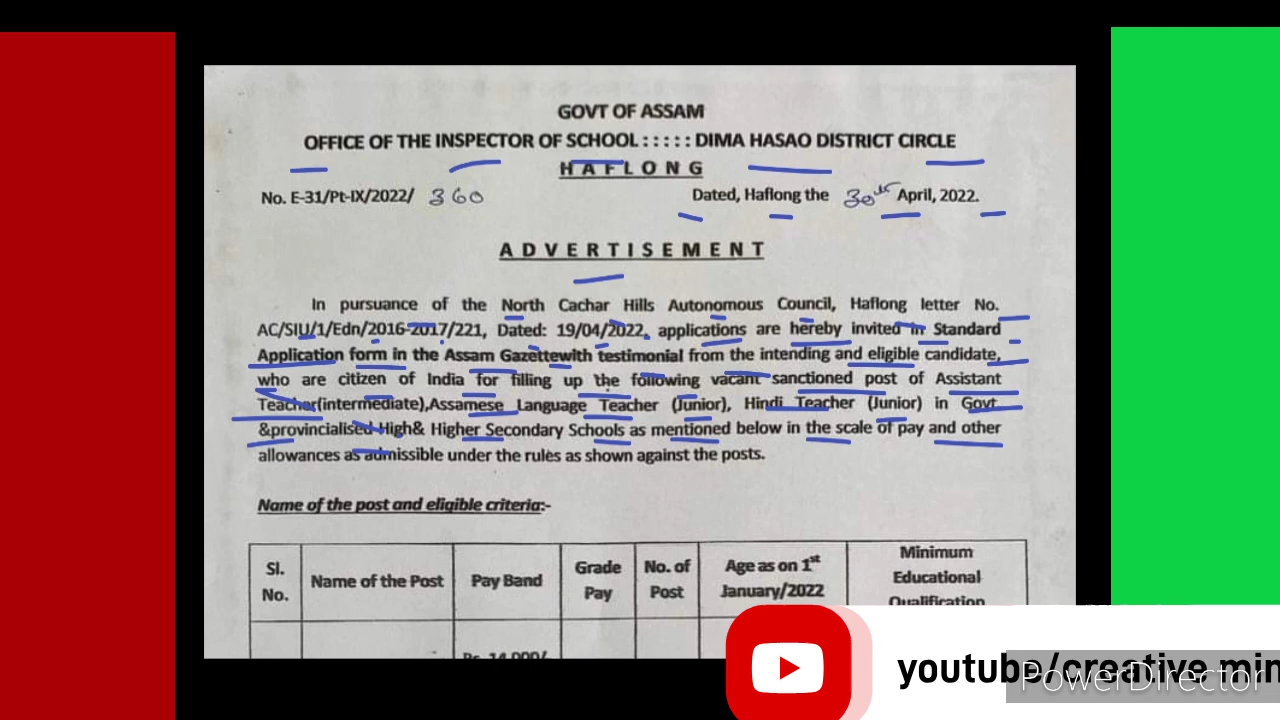 GOVT OF ASSAM
OFFICE OF THE INSPECTOR OF SCHOOL : : : : : DIMA HASAO DISTRICT CIRCLE
HAFLONG
No. E-31/Pt-IX/2022/ 360 Dated, Haflong the 30th April, 2022.
ADVERTISEMENT
In pursuance of the North Cachar Hills Autonomous Council, Haflong letter No.
AC/SIU/1/Edn/2016-2017/221, Dated: 19/04/2022, applications are hereby invited in Standard
Application form in the Assam Gazettewith testimonial from the intending and eligible candidate,
who are citizen of India for filling up the following vacant sanctioned post of Assistant
Teacher(intermediate),Assamese Language Teacher (Junior), Hindi Teacher (Junior) in Govt
&provincialised High& Higher Secondary Schools as mentioned below in the scale of pay and other
allowances as admissible under the rules as shown against the posts.
Name of the post and eligible criteria:-
Sl. No. Name of the Post Pay Band Grade Pay No. of Post Age as on 1st January/2022 Minimum Educational Qualification
Rs. 14,000/
youtube/creative min
PowerDirector